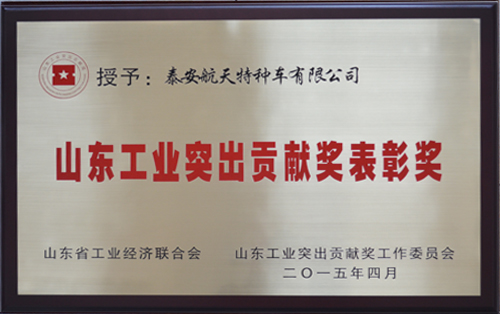 授予：泰安航天特种车有限公司
山东工业突出贡献奖表彰奖
山东省工业经济联合会 山东工业突出贡献奖工作委员会
二〇一五年四月